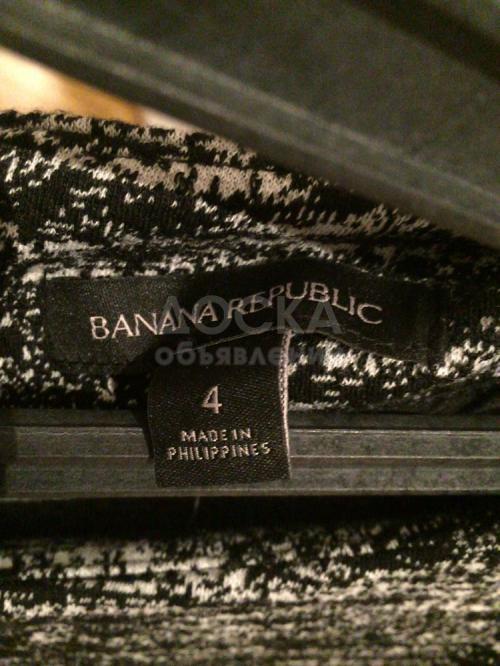 BANANA REPUBLIC
ДОСКА
объявлений
4
MADE IN
PHILIPPINES